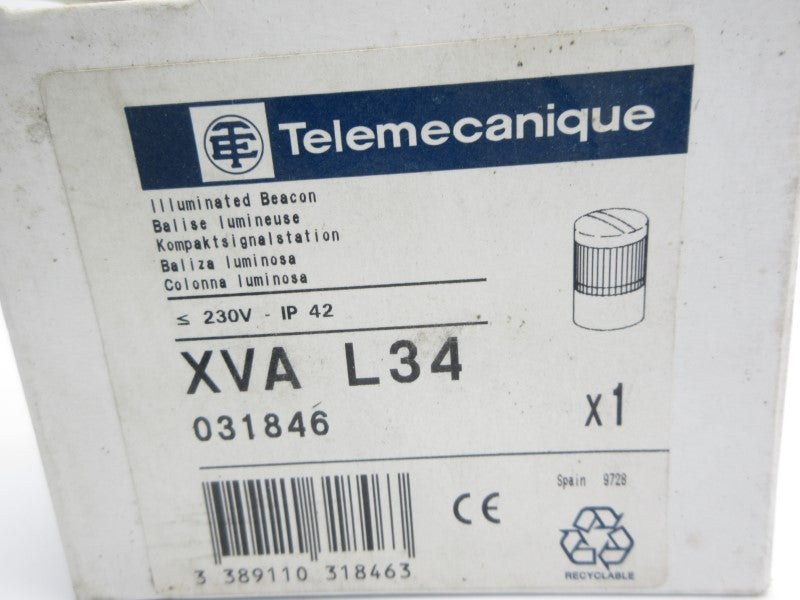 TE Telemecanique
Illuminated Beacon
Balise lumineuse
Kompaktsignalstation
Baliza luminosa
Colonna luminosa
≤ 230V - IP 42
XVA L34
031846
x1
Spain 9728
CE
3 389110 318463
RECYCLABLE